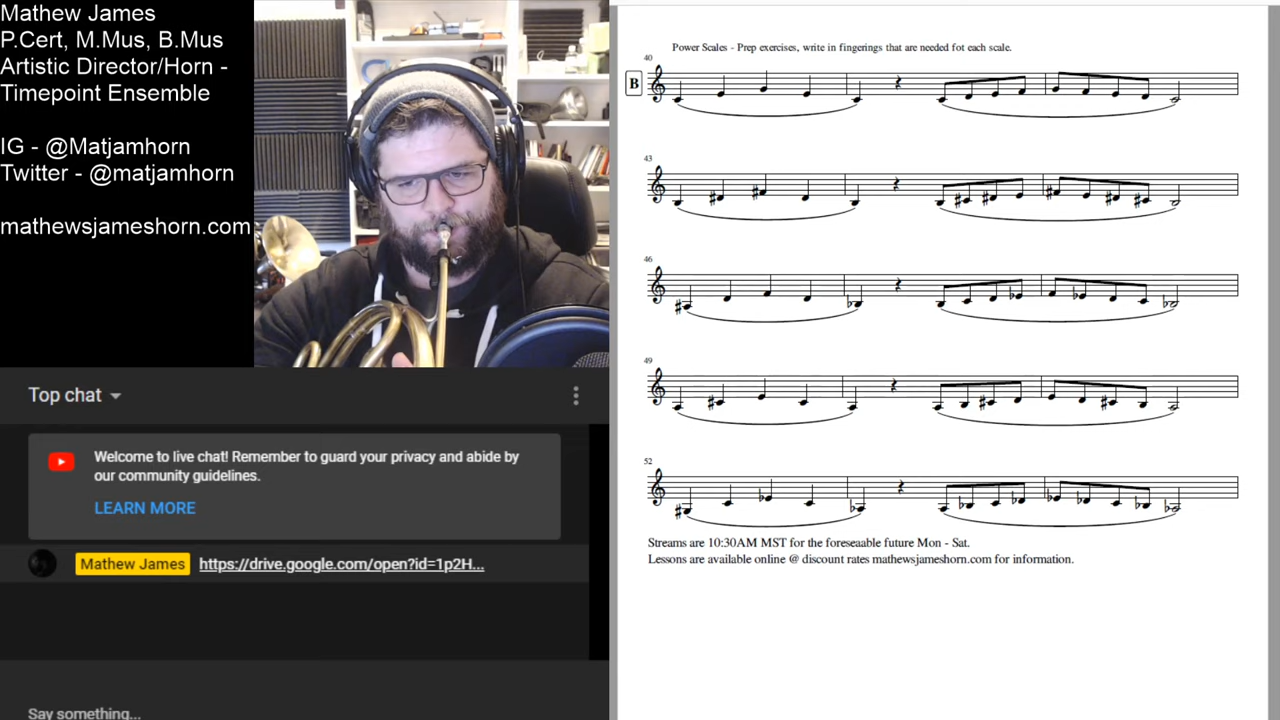 Mathew James
P.Cert, M.Mus, B.Mus
Artistic Director/Horn -
Timepoint Ensemble
IG - @Matjamhorn
Twitter - @matjamhorn
mathewsjameshorn.com
Top chat
Welcome to live chat! Remember to guard your privacy and abide by
our community guidelines.
LEARN MORE
Mathew James https://drive.google.com/open?id=1p2H...
Say something...
Power Scales - Prep exercises, write in fingerings that are needed fot each scale.
40
B
43
46
49
52
Streams are 10:30AM MST for the foreseaable future Mon - Sat.
Lessons are available online @ discount rates mathewsjameshorn.com for information.